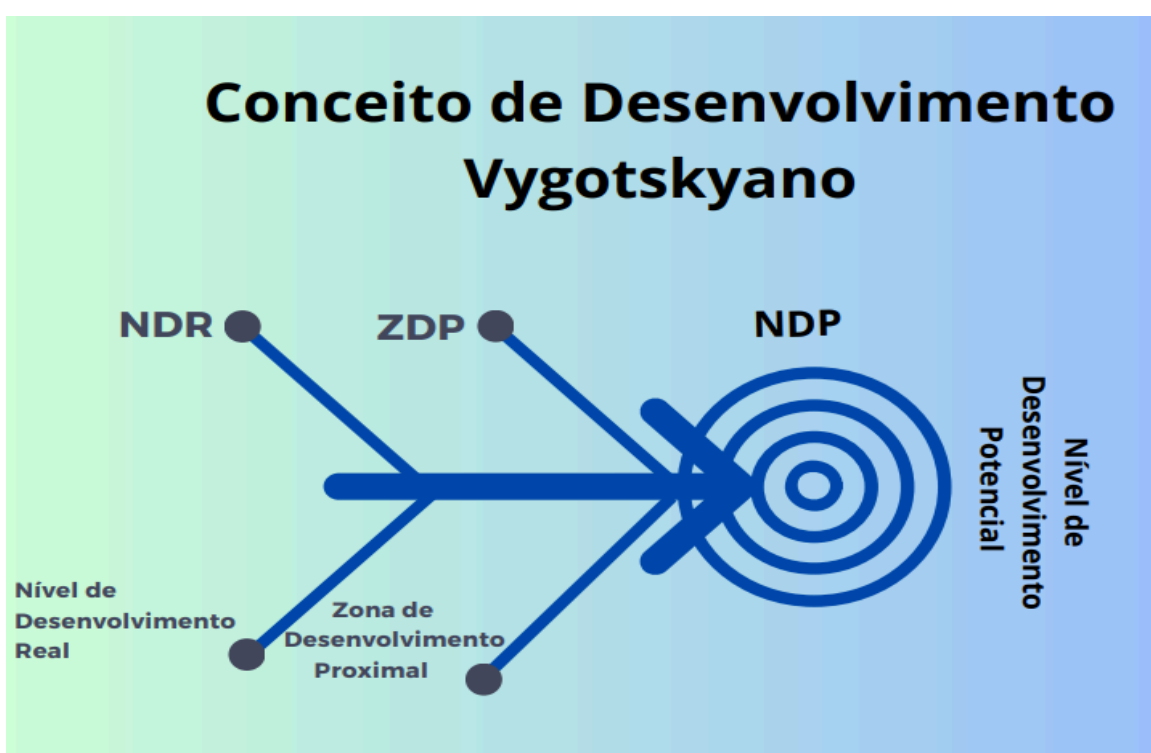 Conceito de Desenvolvimento
Vygotskyano
NDR
ZDP
NDP
Nível de
Desenvolvimento
Real
Zona de
Desenvolvimento
Proximal
Nível de
Desenvolvimento
Potencial